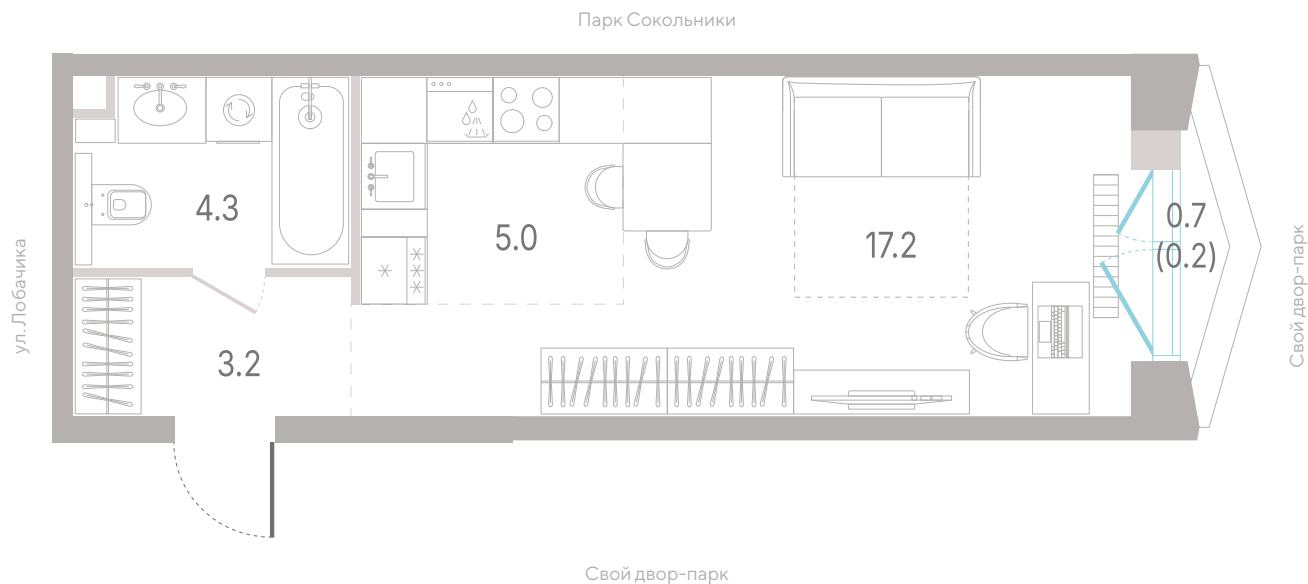 Парк Сокольники
ул. Лобачика
4.3
5.0
17.2
0.7
(0.2)
3.2
Свой двор-парк
Свой двор-парк